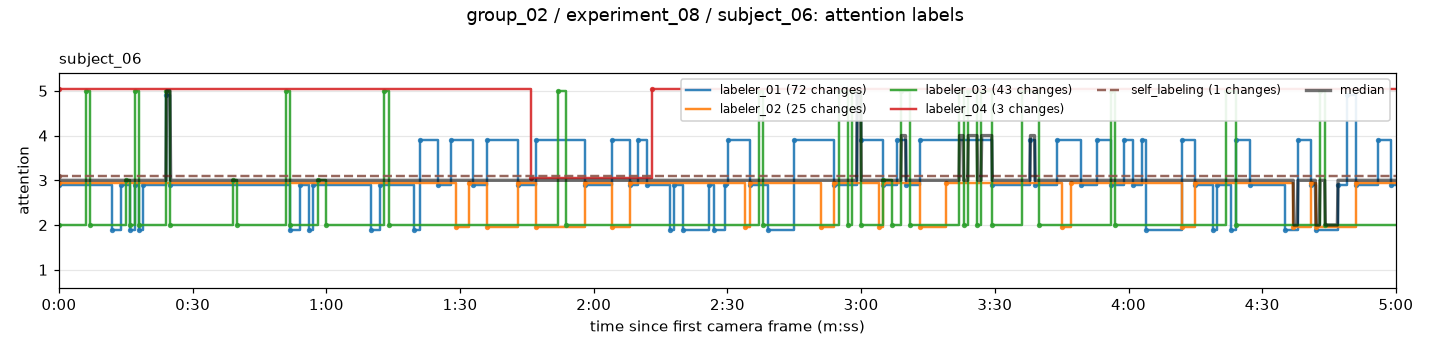 group_02 / experiment_08 / subject_06: attention labels
subject_06
labeler_01 (72 changes)
labeler_02 (25 changes)
labeler_03 (43 changes)
labeler_04 (3 changes)
self_labeling (1 changes)
median
attention
5
4
3
2
1
0:00 0:30 1:00 1:30 2:00 2:30 3:00 3:30 4:00 4:30 5:00
time since first camera frame (m:ss)